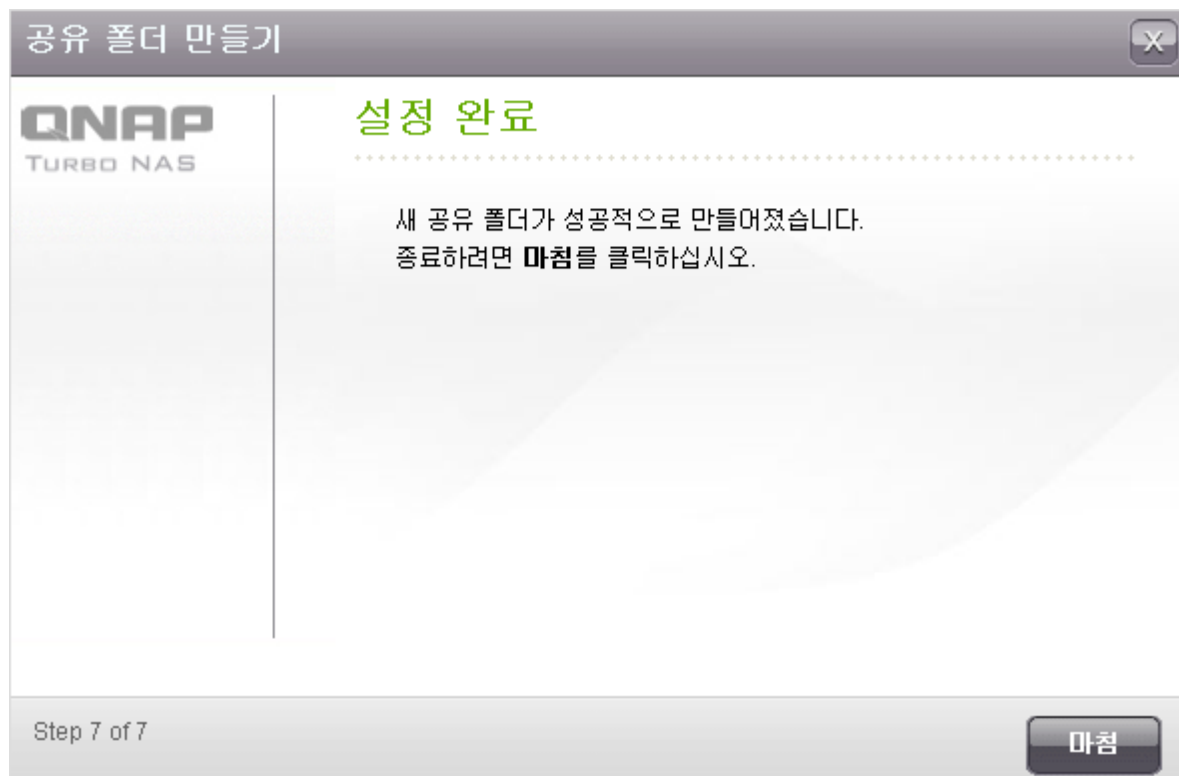 공유 폴더 만들기
X
QNAP
TURBO NAS
설정 완료
새 공유 폴더가 성공적으로 만들어졌습니다.
종료하려면 마침를 클릭하십시오.
Step 7 of 7
마침